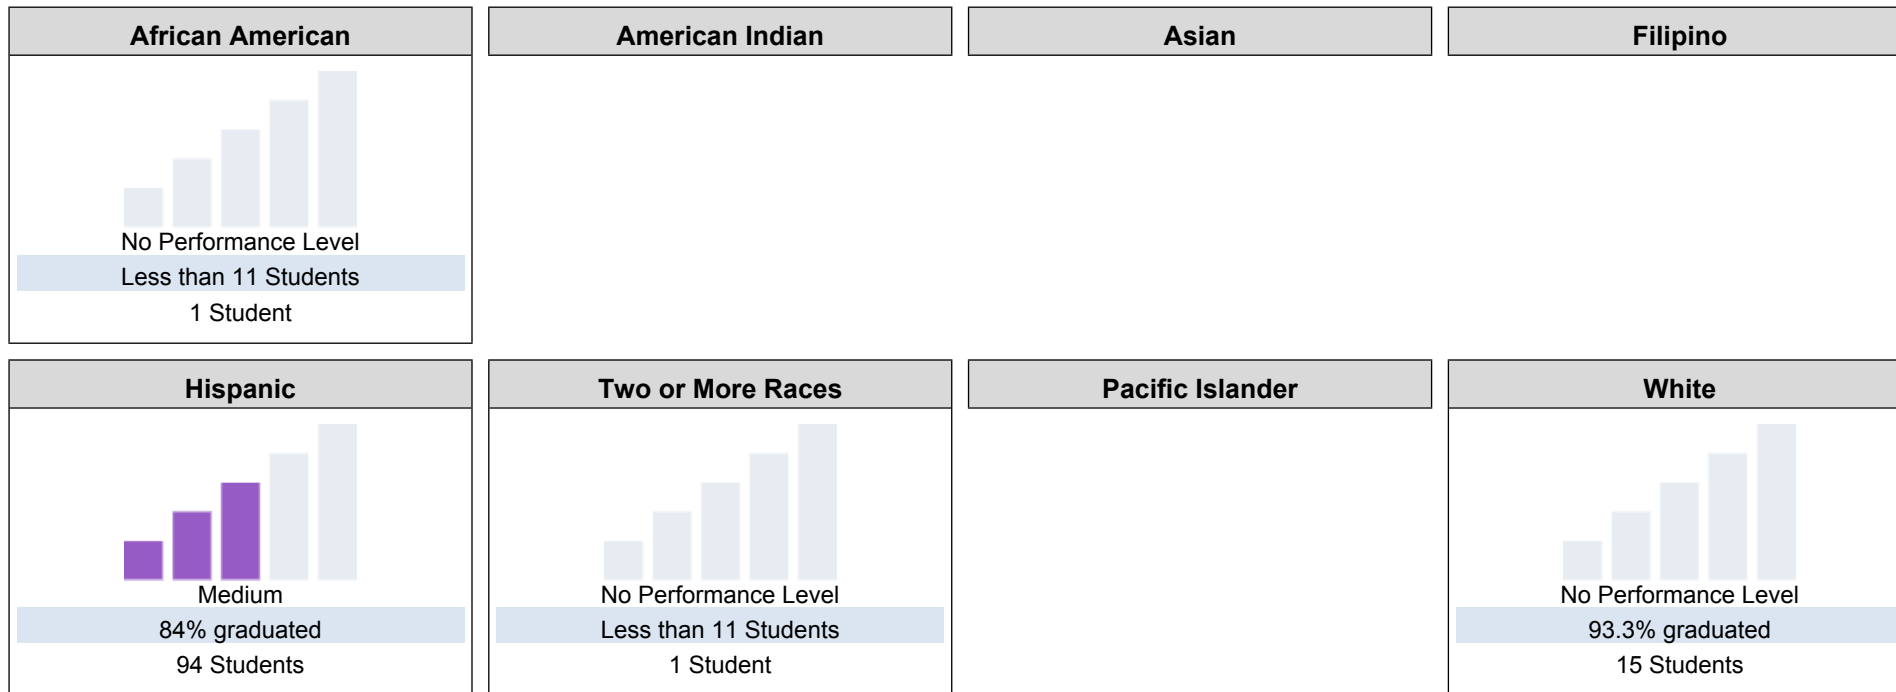 African American
American Indian
Asian
Filipino
No Performance Level
Less than 11 Students
1 Student
Hispanic
Two or More Races
Pacific Islander
White
Medium
84% graduated
94 Students
No Performance Level
Less than 11 Students
1 Student
No Performance Level
93.3% graduated
15 Students